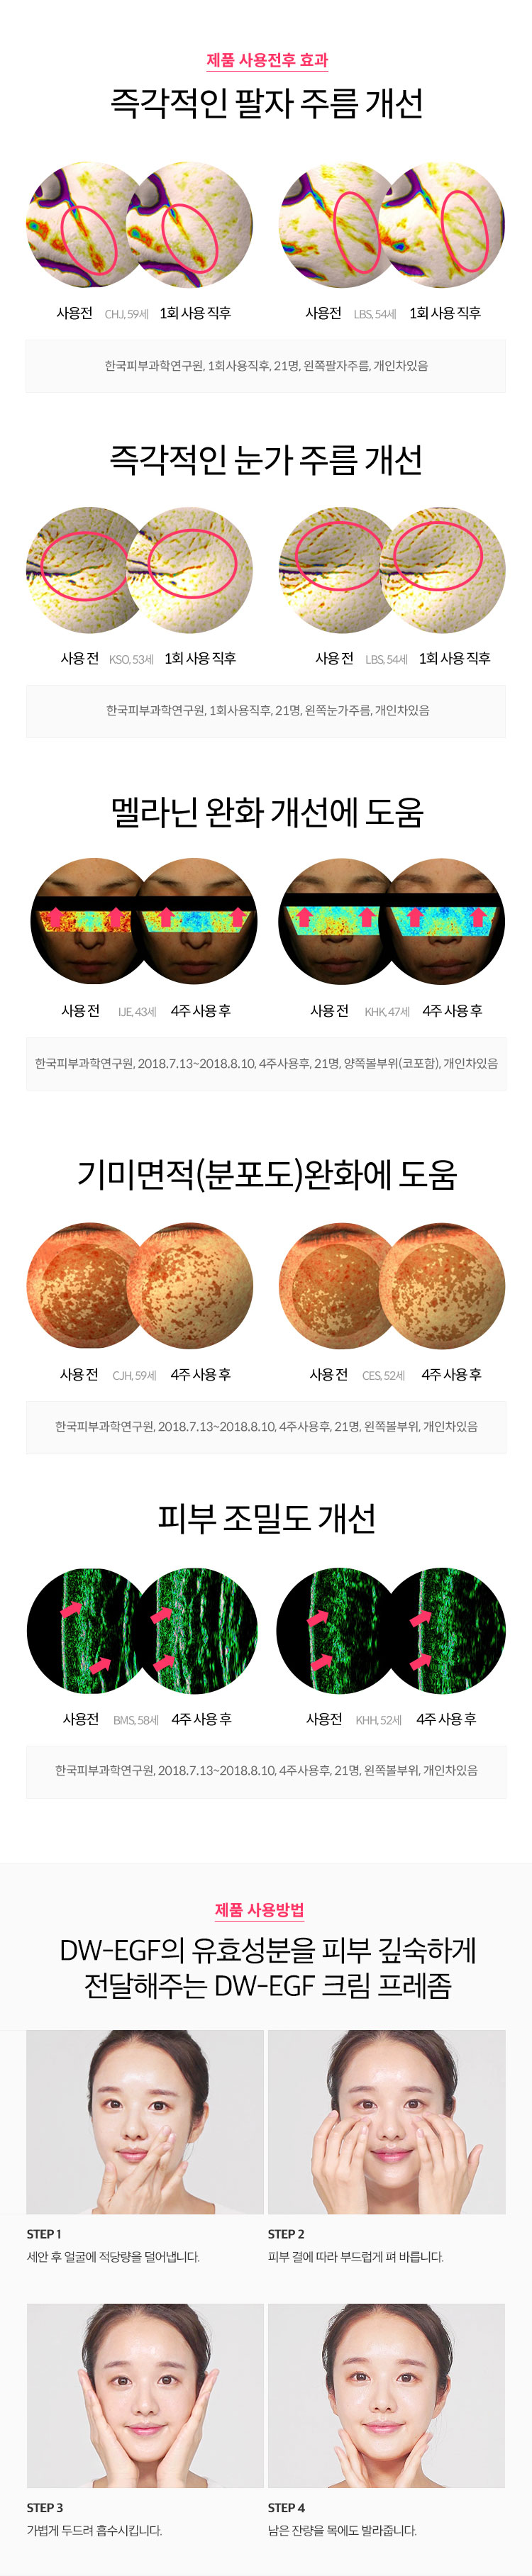 제품 사용전후 효과
즉각적인 팔자 주름 개선
사용전 CHJ, 59세 1회 사용 직후
사용전 LBS, 54세 1회 사용 직후
한국피부과학연구원, 1회사용직후, 21명, 왼쪽팔자주름, 개인차있음
즉각적인 눈가 주름 개선
사용 전 KSO, 53세 1회 사용 직후
사용 전 LBS, 54세 1회 사용 직후
한국피부과학연구원, 1회사용직후, 21명, 왼쪽눈가주름, 개인차있음
멜라닌 완화 개선에 도움
사용 전 IJE, 43세 4주 사용 후
사용 전 KHK, 47세 4주 사용 후
한국피부과학연구원, 2018.7.13~2018.8.10, 4주사용후, 21명, 양쪽볼부위(코포함), 개인차있음
기미면적(분포도)완화에 도움
사용 전 CJH, 59세 4주 사용 후
사용 전 CES, 52세 4주 사용 후
한국피부과학연구원, 2018.7.13~2018.8.10, 4주사용후, 21명, 왼쪽볼부위, 개인차있음
피부 조밀도 개선
사용전 BMS, 58세 4주 사용 후
사용전 KHH, 52세 4주 사용 후
한국피부과학연구원, 2018.7.13~2018.8.10, 4주사용후, 21명, 왼쪽볼부위, 개인차있음
제품 사용방법
DW-EGF의 유효성분을 피부 깊숙하게
전달해주는 DW-EGF 크림 프레좀
STEP 1
세안 후 얼굴에 적당량을 덜어냅니다.
STEP 2
피부 결에 따라 부드럽게 펴 바릅니다.
STEP 3
가볍게 두드려 흡수시킵니다.
STEP 4
남은 잔량을 목에도 발라줍니다.